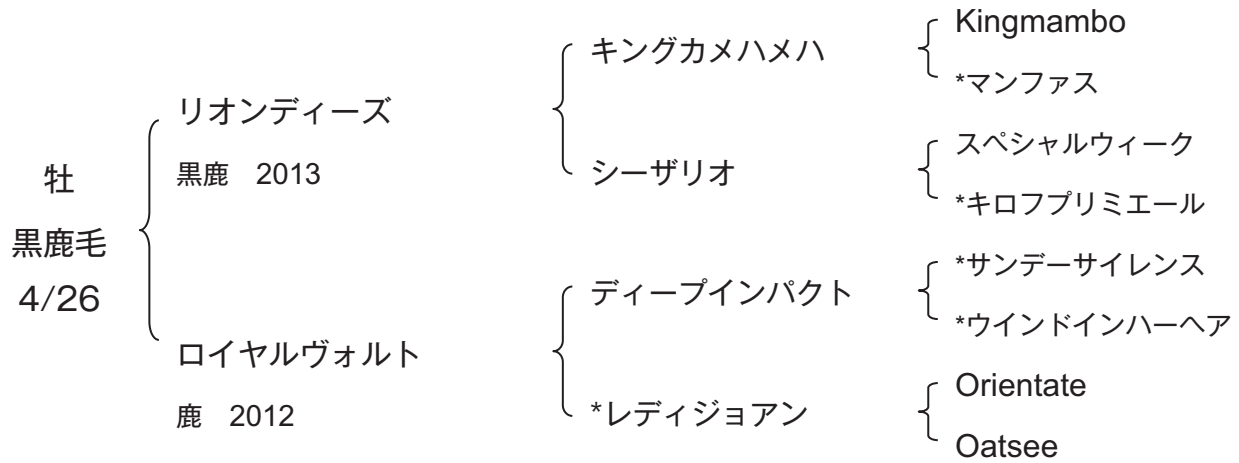 牡
黒鹿毛
4/26
リオンディーズ
黒鹿 2013
ロイヤルヴォルト
鹿 2012
キングカメハメハ
シーザリオ
ディープインパクト
*レディジョアン
Kingmambo
*マンファス
スペシャルウィーク
*キロフプリミエール
*サンデーサイレンス
*ウインドインハーヘア
Orientate
Oatsee